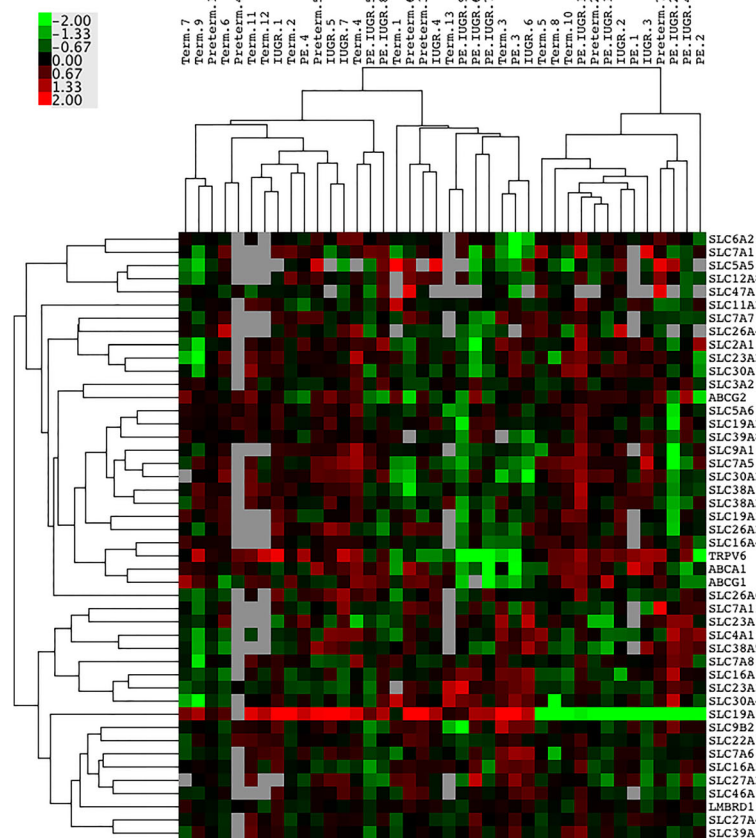 -2.00
-1.33
-0.67
0.00
0.67
1.33
2.00
Term.7
Term.9
Term.6
Term.11
Term.12
IUGR.1
Term.2
PE.4
IUGR.5
IUGR.7
Term.4
PE.IUGR.8
Term.1
IUGR.4
Term.13
Term.3
PE.3
IUGR.6
Term.5
Term.8
Term.10
IUGR.2
PE.1
IUGR.3
PE.2
SLC6A2
SLC7A1
SLC5A5
SLC12A
SLC47A
SLC11A
SLC7A7
SLC26A
SLC2A1
SLC23A
SLC30A
SLC3A2
ABCG2
SLC5A6
SLC19A
SLC39A
SLC9A1
SLC7A5
SLC30A
SLC38A
SLC38A
SLC19A
SLC26A
SLC16A
TRPV6
ABCA1
ABCG1
SLC26A
SLC7A1
SLC23A
SLC4A1
SLC38A
SLC7A8
SLC16A
SLC23A
SLC30A
SLC19A
SLC9B2
SLC22A
SLC7A6
SLC16A
SLC27A
SLC46A
LMBRD1
SLC27A
SLC39A